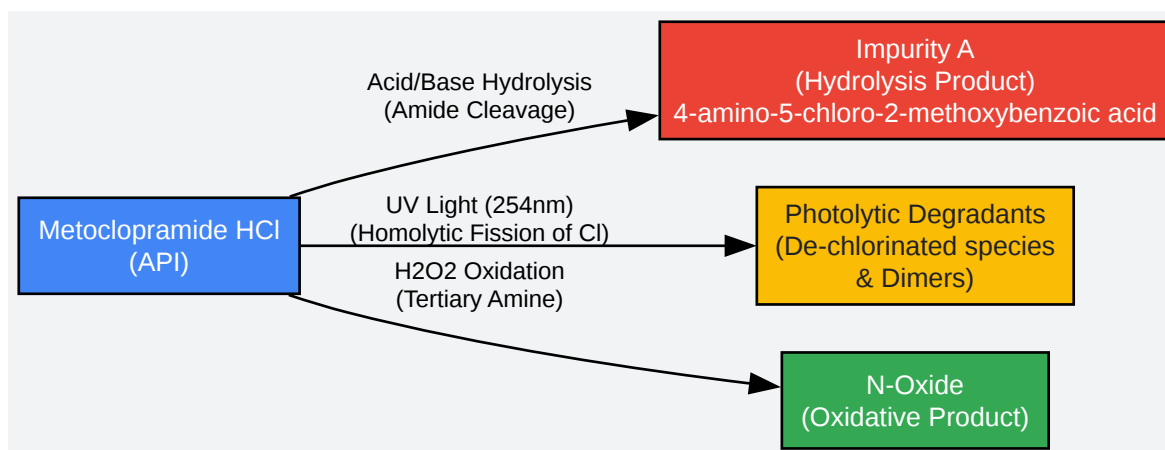 Metoclopramide HCl
(API)
Acid/Base Hydrolysis
(Amide Cleavage)
Impurity A
(Hydrolysis Product)
4-amino-5-chloro-2-methoxybenzoic acid
UV Light (254nm)
(Homolytic Fission of Cl)
Photolytic Degradants
(De-chlorinated species
& Dimers)
H2O2 Oxidation
(Tertiary Amine)
N-Oxide
(Oxidative Product)